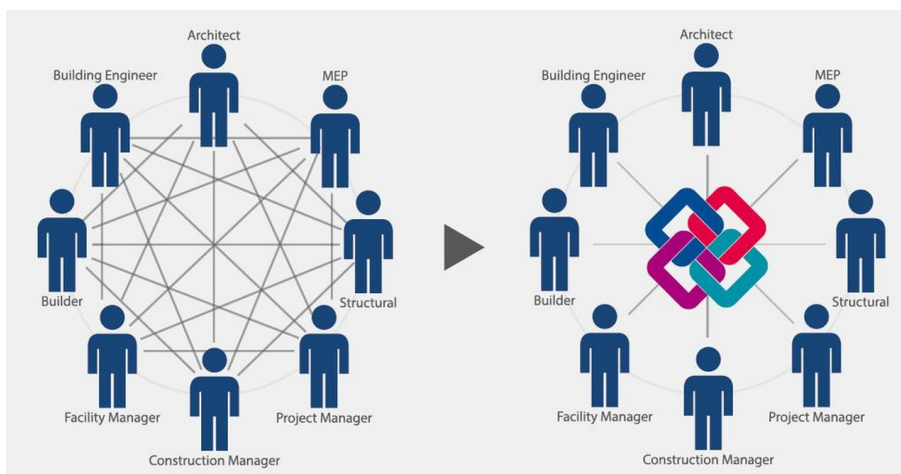 Architect
Building Engineer
MEP
Builder
Structural
Facility Manager
Project Manager
Construction Manager
Architect
Building Engineer
MEP
Builder
Structural
Facility Manager
Project Manager
Construction Manager